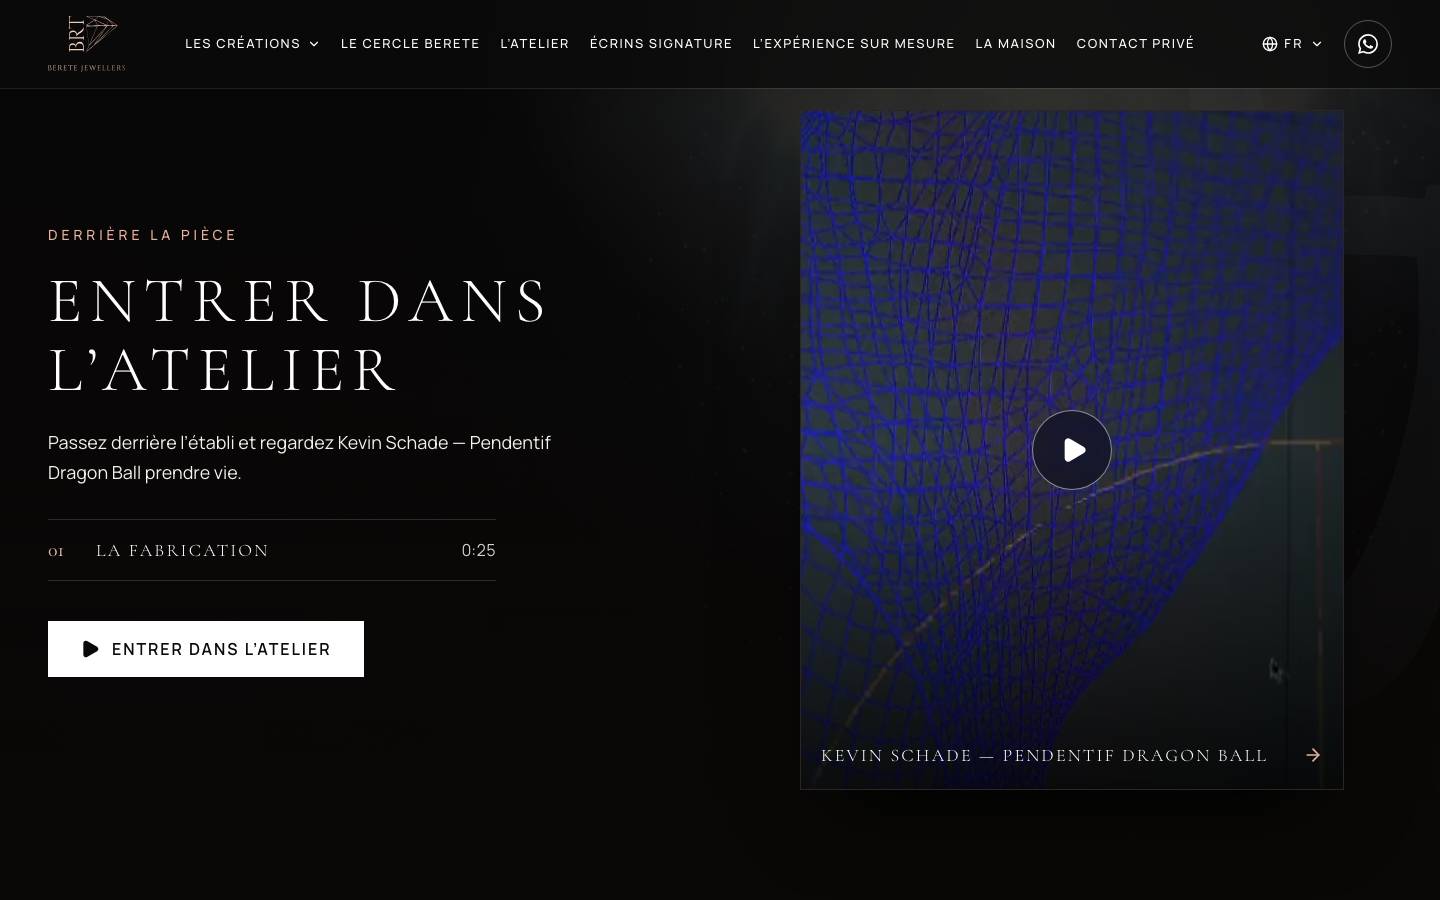 BRT
BERETE JEWELLERS
LES CRÉATIONS
LE CERCLE BERETE
L’ATELIER
ÉCRINS SIGNATURE
L’EXPÉRIENCE SUR MESURE
LA MAISON
CONTACT PRIVÉ
FR
DERRIÈRE LA PIÈCE
ENTRER DANS
L’ATELIER
Passez derrière l’établi et regardez Kevin Schade — Pendentif
Dragon Ball prendre vie.
01 LA FABRICATION 0:25
ENTRER DANS L’ATELIER
KEVIN SCHADE — PENDENTIF DRAGON BALL